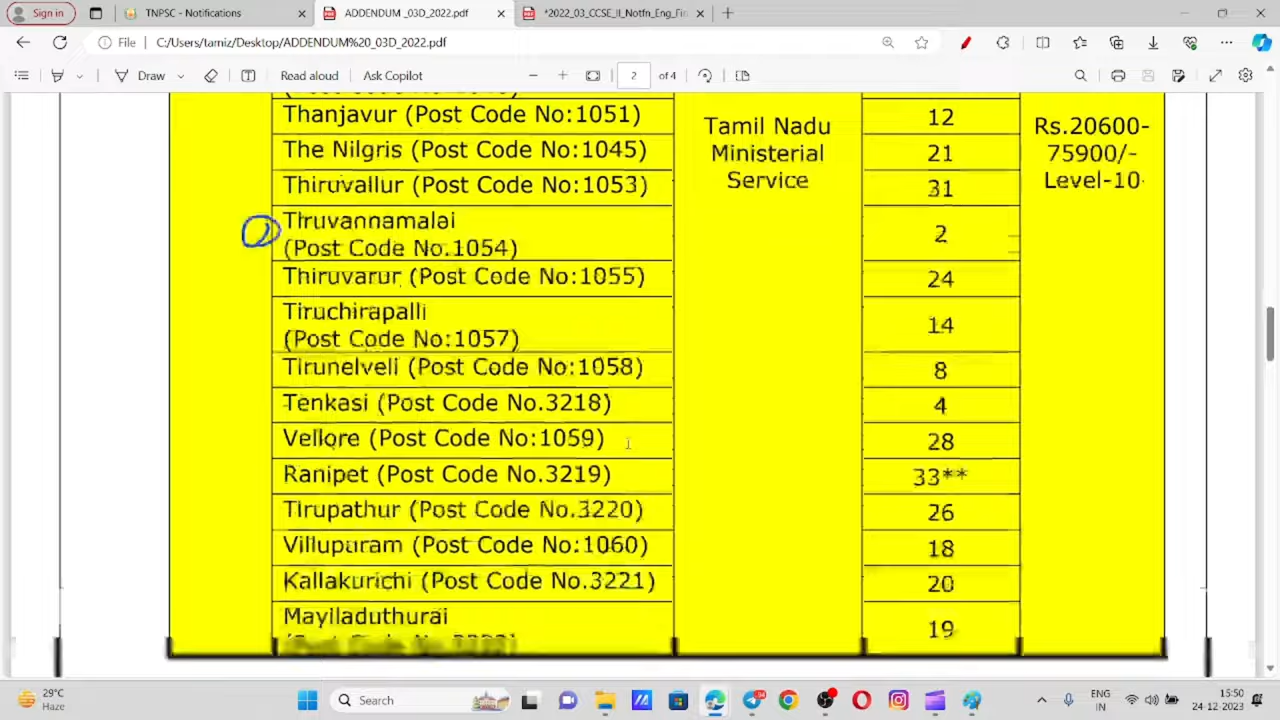 Sign in
TNPSC - Notifications
ADDENDUM _03D_2022.pdf
*2022_03_CCSE_II_Notfn_Eng_Fin
File
C:/Users/tamiz/Desktop/ADDENDUM%20_03D_2022.pdf
Draw
Read aloud
Ask Copilot
2 of 4
Thanjavur (Post Code No:1051) 12
The Nilgris (Post Code No:1045) 21
Thiruvallur (Post Code No:1053) 31
Tamil Nadu
Ministerial
Service
Rs.20600-
75900/-
Level-10
Tiruvannamalai
(Post Code No.1054) 2
Thiruvarur (Post Code No:1055) 24
Tiruchirapalli
(Post Code No:1057) 14
Tirunelveli (Post Code No:1058) 8
Tenkasi (Post Code No.3218) 4
Vellore (Post Code No:1059) 28
Ranipet (Post Code No.3219) 33**
Tirupathur (Post Code No.3220) 26
Villupuram (Post Code No:1060) 18
Kallakurichi (Post Code No.3221) 20
Mayiladuthurai 19
29°C
Haze
Search
ENG
IN
15:50
24-12-2023